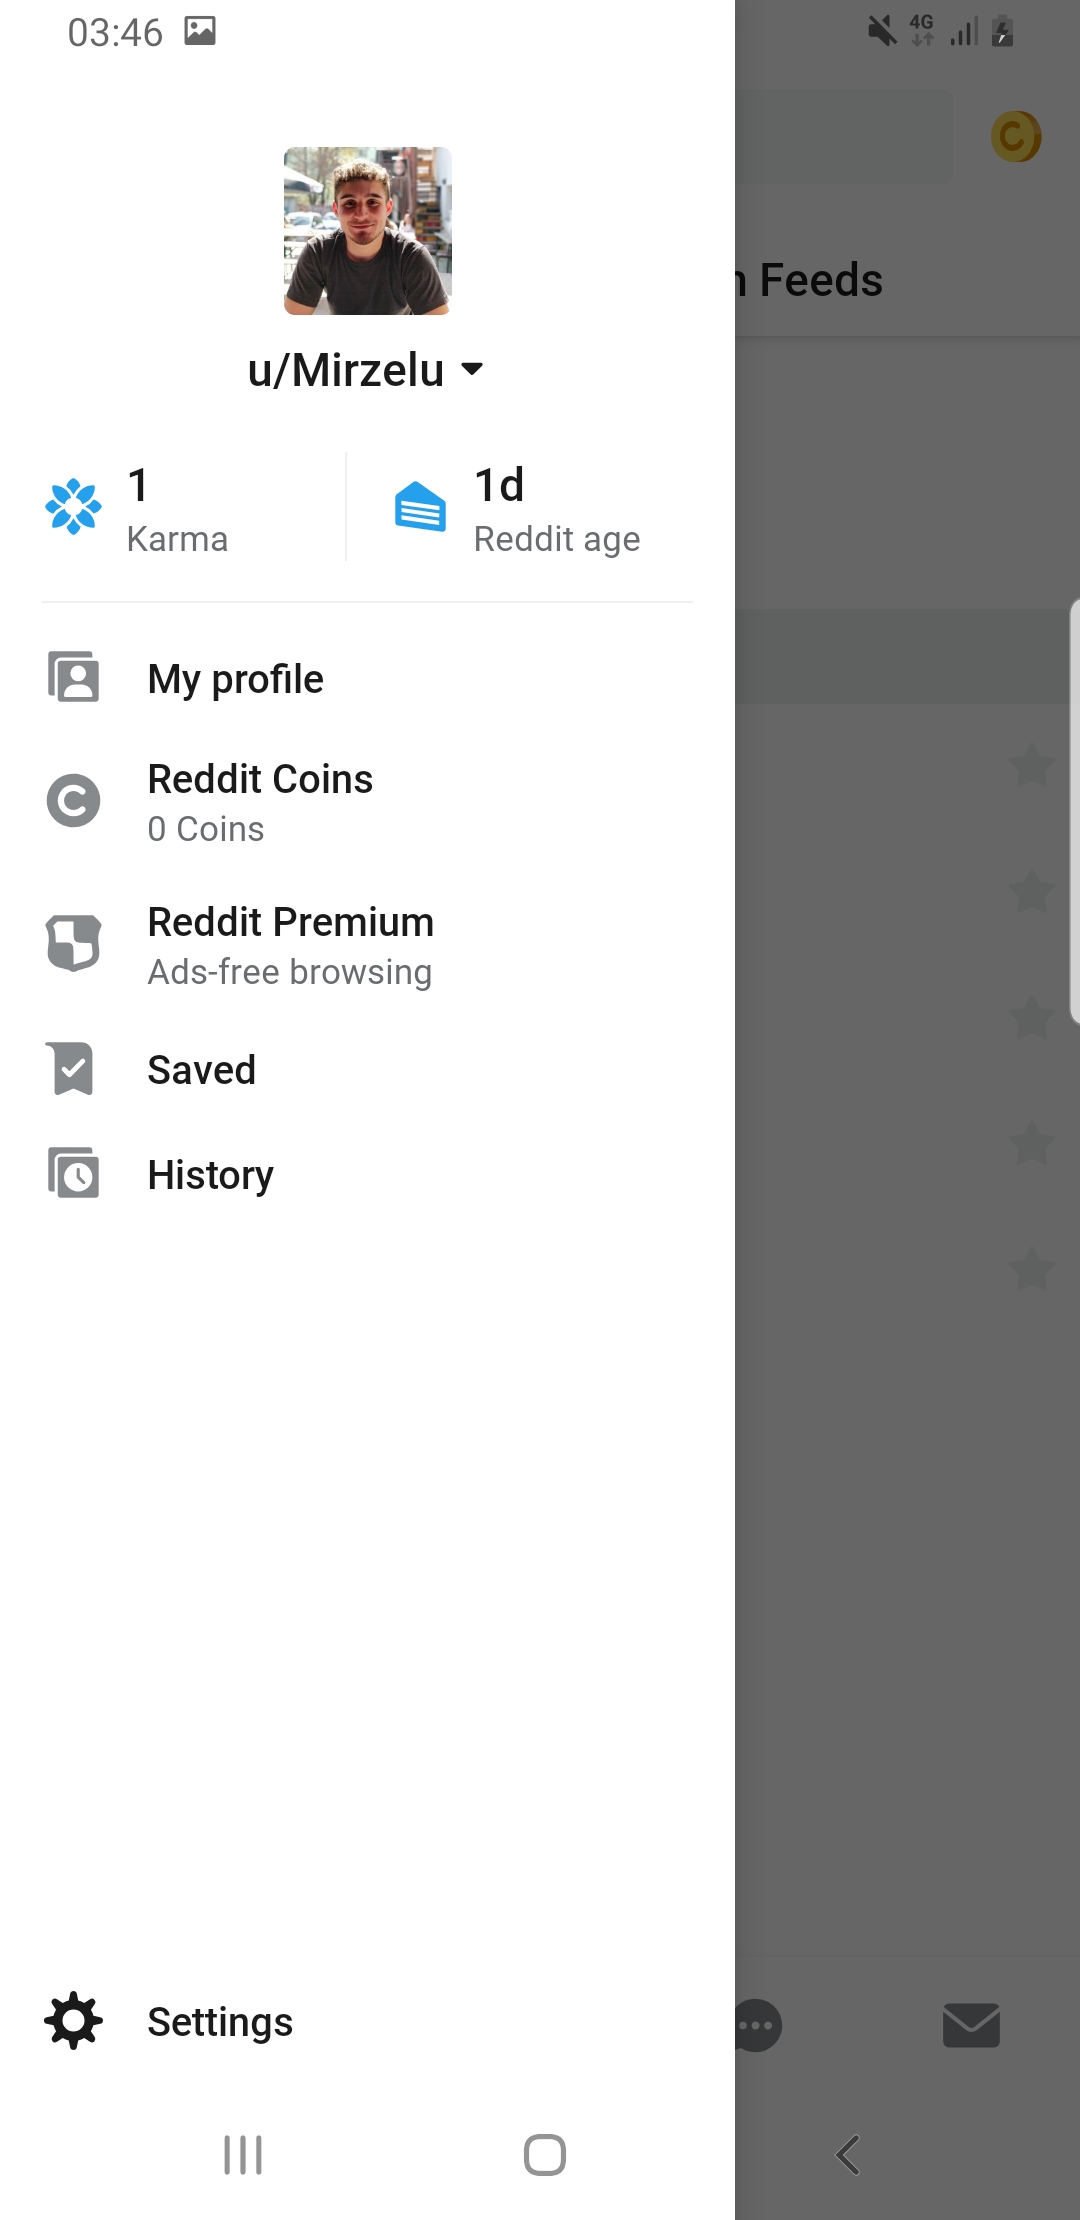 03:46
4G
n Feeds
u/Mirzelu
1
Karma
1d
Reddit age
My profile
Reddit Coins
0 Coins
Reddit Premium
Ads-free browsing
Saved
History
Settings